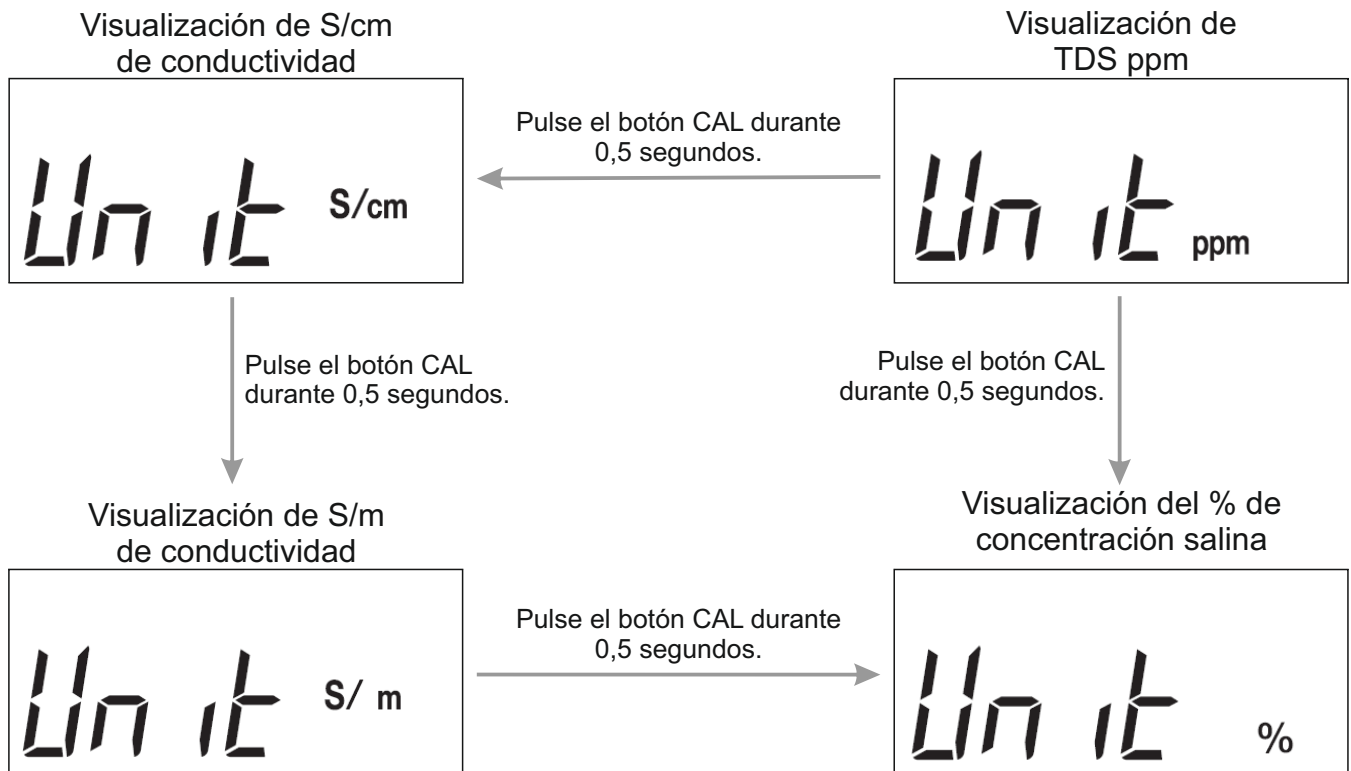 Visualización de S/cm
de conductividad
Visualización de
TDS ppm
Unit S/cm
Pulse el botón CAL durante
0,5 segundos.
Unit ppm
Pulse el botón CAL
durante 0,5 segundos.
Pulse el botón CAL
durante 0,5 segundos.
Visualización de S/m
de conductividad
Visualización del % de
concentración salina
Unit S/ m
Pulse el botón CAL durante
0,5 segundos.
Unit %